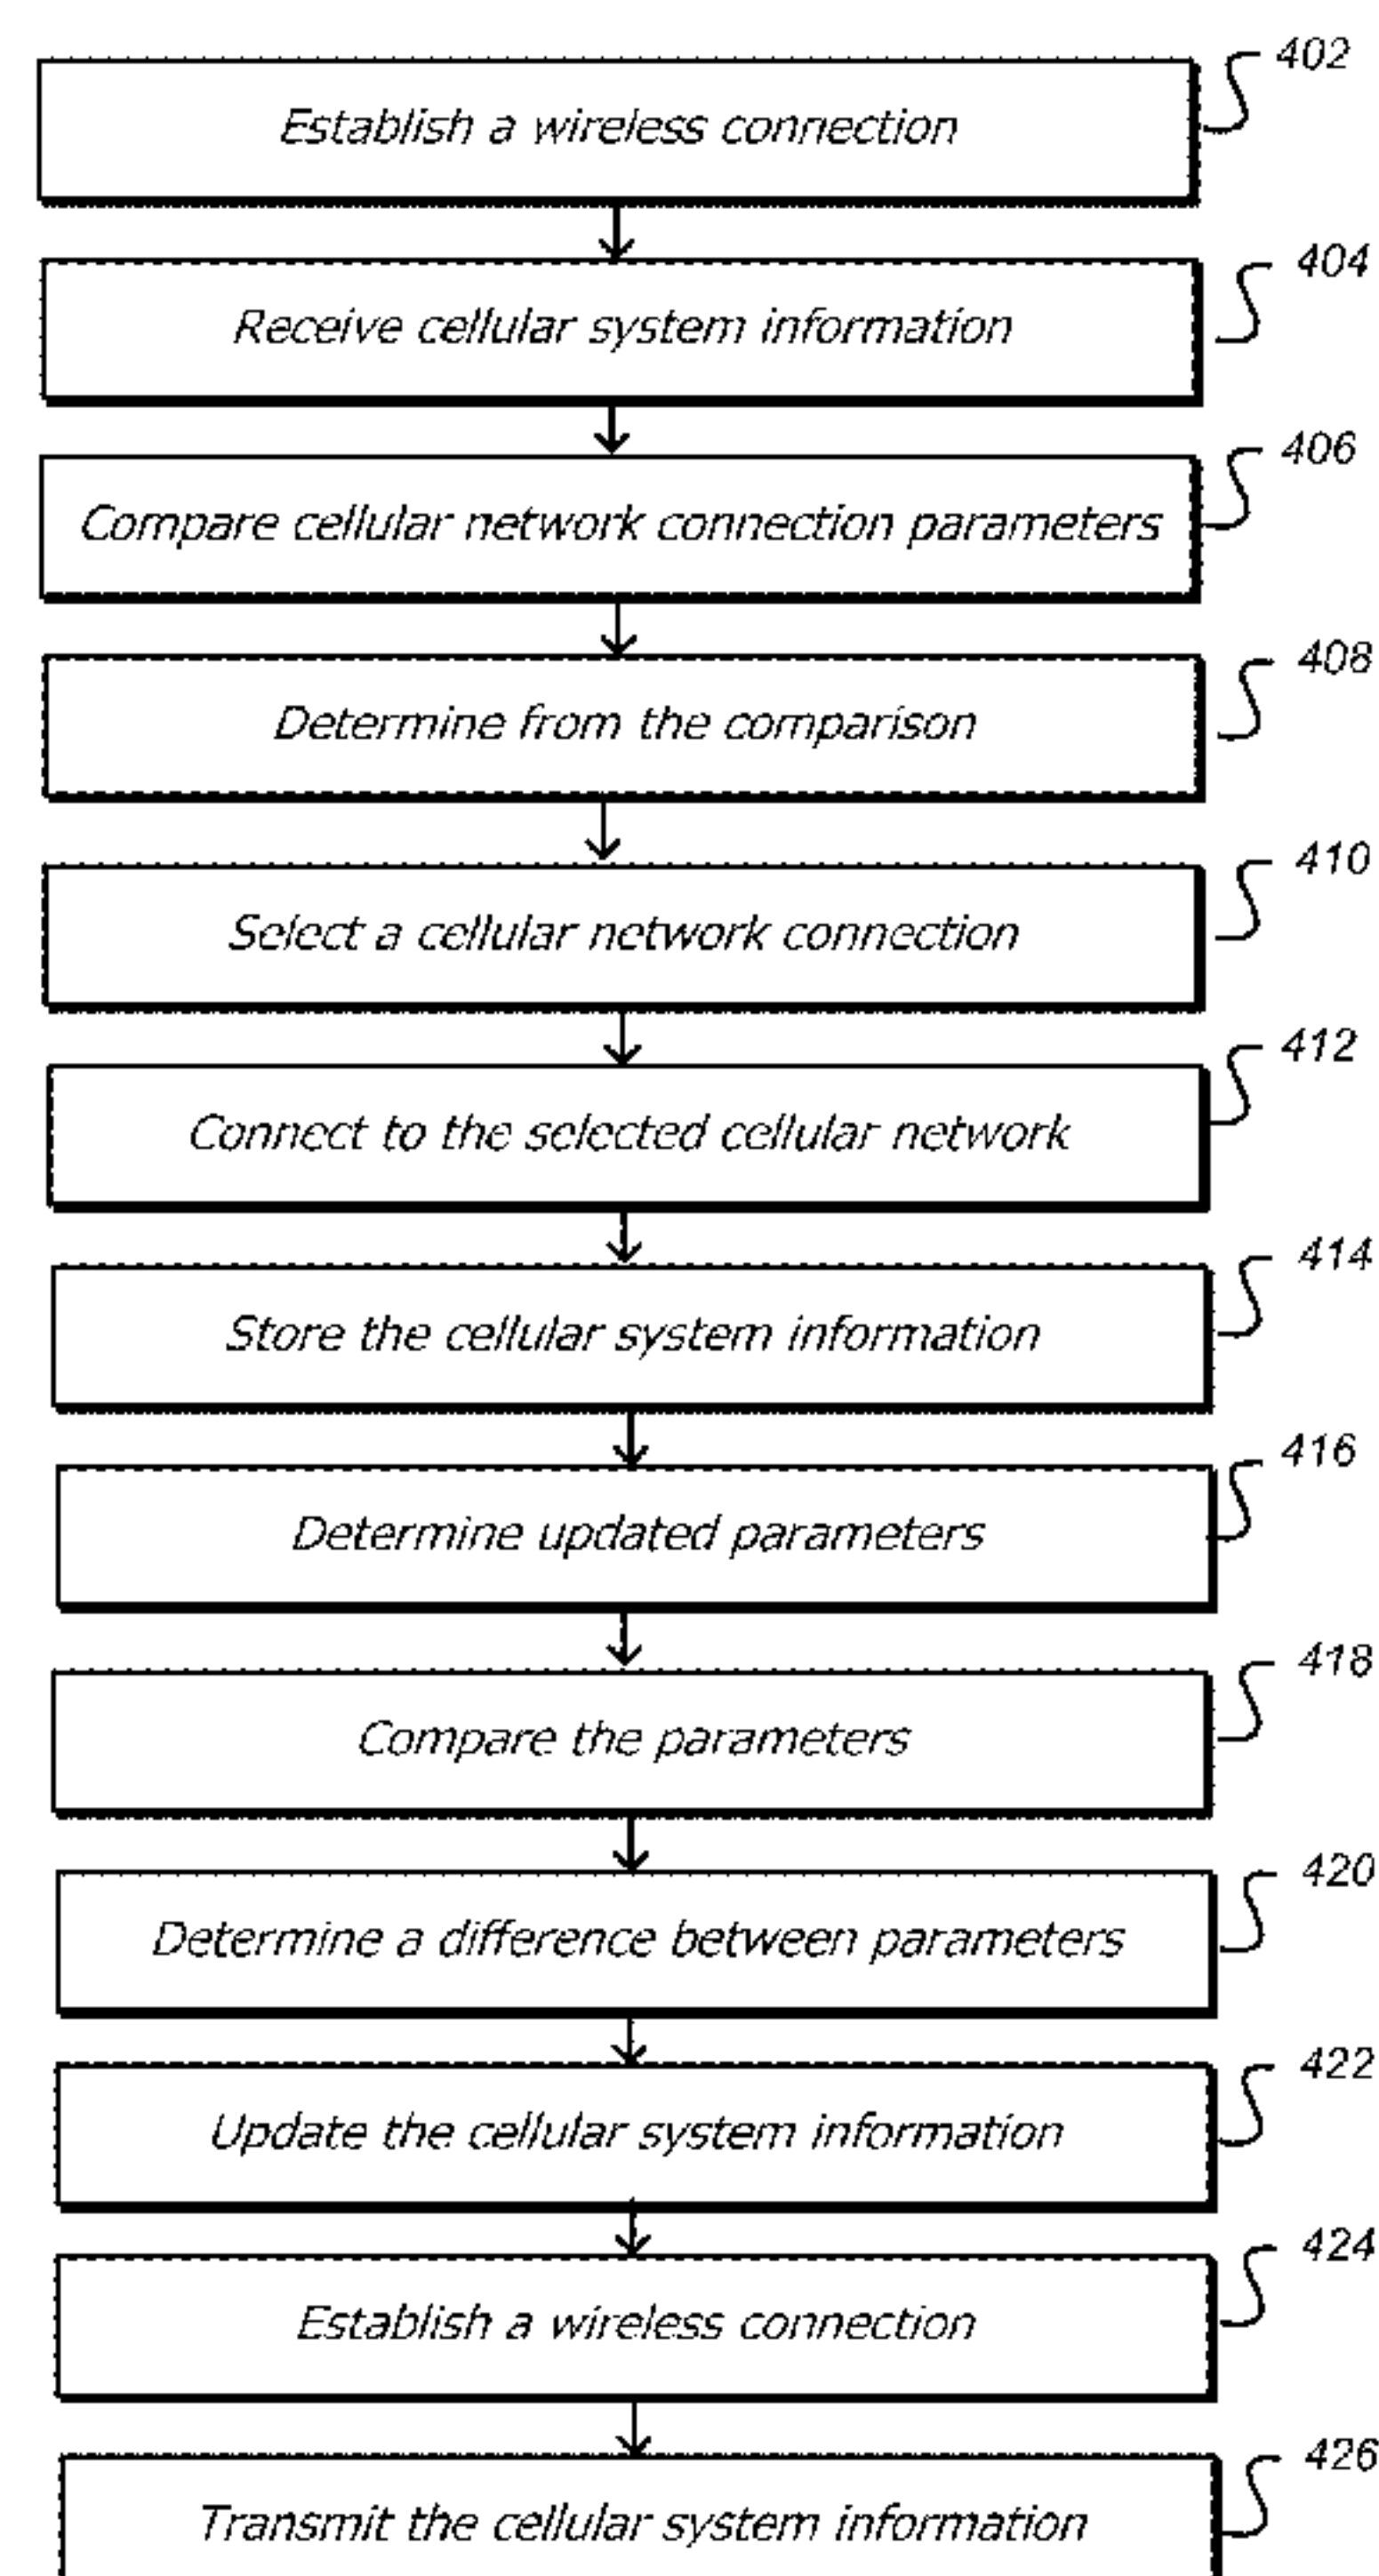 402
Establish a wireless connection
404
Receive cellular system information
406
Compare cellular network connection parameters
408
Determine from the comparison
410
Select a cellular network connection
412
Connect to the selected cellular network
414
Store the cellular system information
416
Determine updated parameters
418
Compare the parameters
420
Determine a difference between parameters
422
Update the cellular system information
424
Establish a wireless connection
426
Transmit the cellular system information